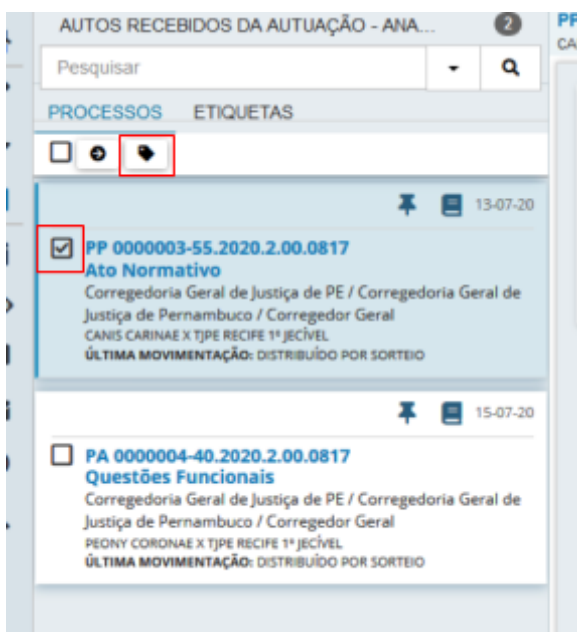 AUTOS RECEBIDOS DA AUTUAÇÃO - ANA...
2
PP
CA
Pesquisar
PROCESSOS ETIQUETAS
13-07-20
PP 0000003-55.2020.2.00.0817
Ato Normativo
Corregedoria Geral de Justiça de PE / Corregedoria Geral de
Justiça de Pernambuco / Corregedor Geral
CANIS CARINAE X TJPE RECIFE 1º JECÍVEL
ÚLTIMA MOVIMENTAÇÃO: DISTRIBUÍDO POR SORTEIO
15-07-20
PA 0000004-40.2020.2.00.0817
Questões Funcionais
Corregedoria Geral de Justiça de PE / Corregedoria Geral de
Justiça de Pernambuco / Corregedor Geral
PEONY CORONAE X TJPE RECIFE 1º JECÍVEL
ÚLTIMA MOVIMENTAÇÃO: DISTRIBUÍDO POR SORTEIO